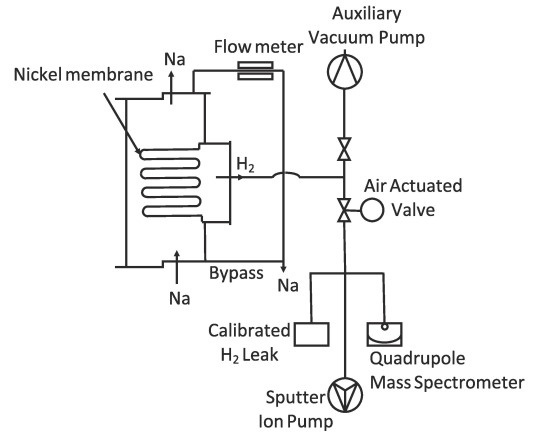 Auxiliary
Vacuum Pump
Na
Flow meter
Nickel membrane
H₂
Air Actuated
Valve
Bypass
Na
Na
Calibrated
H₂ Leak
Quadrupole
Mass Spectrometer
Sputter
Ion Pump